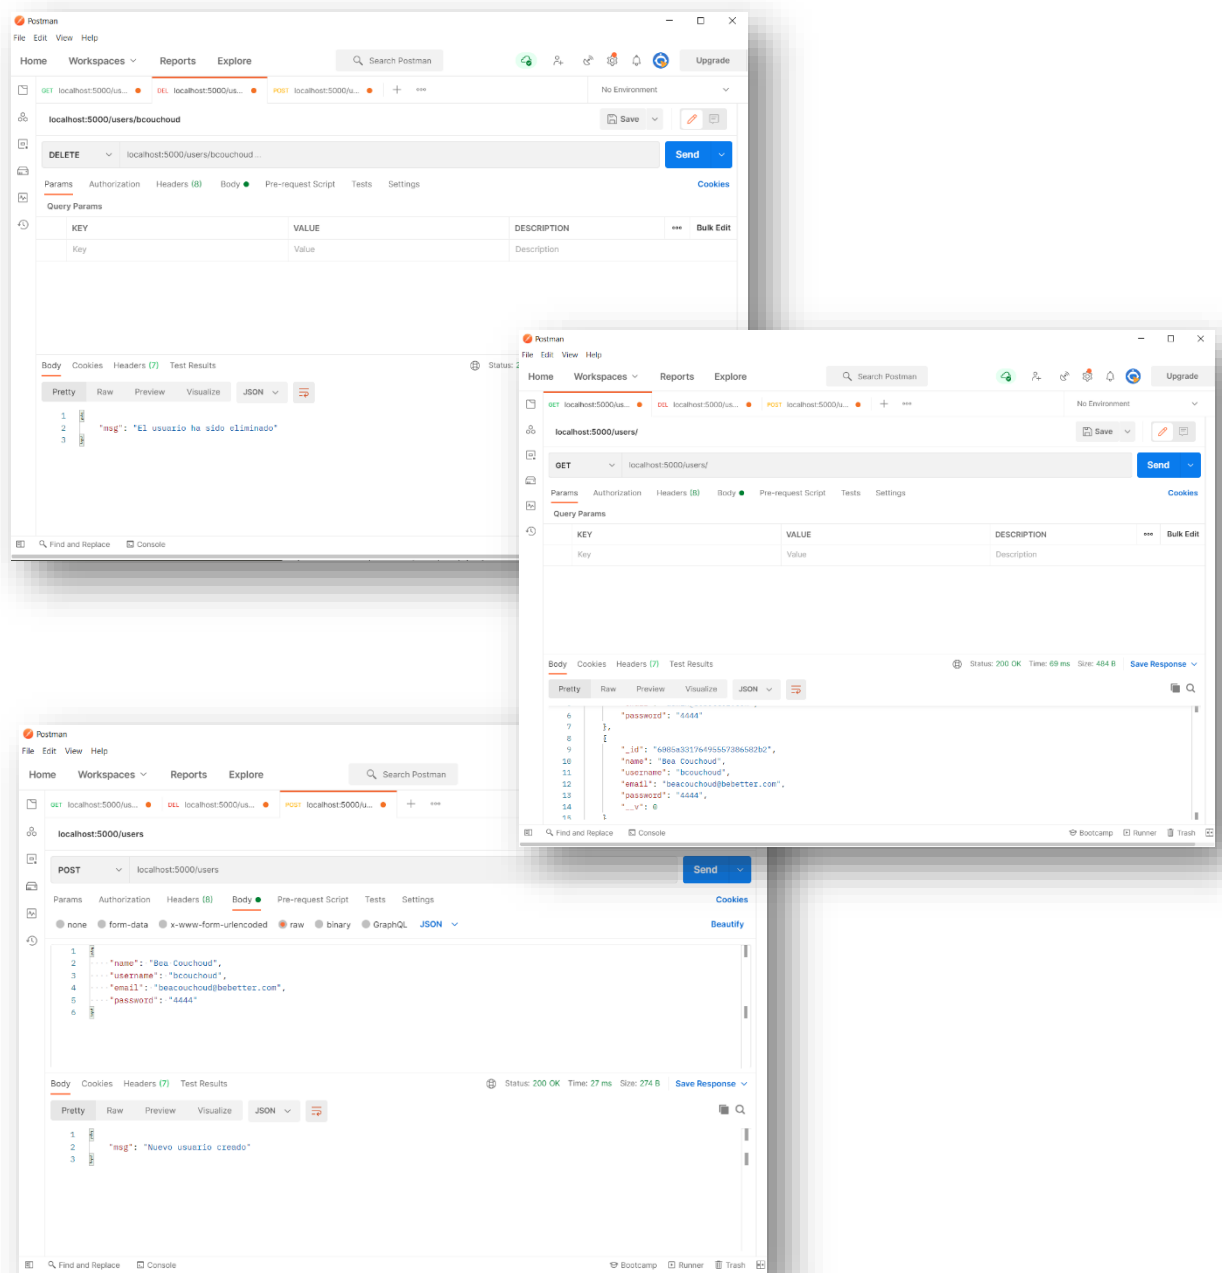 Postman
File Edit View Help
Home Workspaces Reports Explore Search Postman Upgrade
GET localhost:5000/us... DEL localhost:5000/us... POST localhost:5000/u... No Environment
localhost:5000/users/bcouchoud Save
DELETE localhost:5000/users/bcouchoud... Send
Params Authorization Headers (8) Body Pre-request Script Tests Settings Cookies
Query Params
KEY VALUE DESCRIPTION Bulk Edit
Key Value Description
Body Cookies Headers (7) Test Results Status:
Pretty Raw Preview Visualize JSON
1 {
2 "msg": "El usuario ha sido eliminado"
3 }
Find and Replace Console
Postman
File Edit View Help
Home Workspaces Reports Explore Search Postman Upgrade
GET localhost:5000/us... DEL localhost:5000/us... POST localhost:5000/u... No Environment
localhost:5000/users/ Save
GET localhost:5000/users/ Send
Params Authorization Headers (8) Body Pre-request Script Tests Settings Cookies
Query Params
KEY VALUE DESCRIPTION Bulk Edit
Key Value Description
Body Cookies Headers (7) Test Results Status: 200 OK Time: 69 ms Size: 484 B Save Response
Pretty Raw Preview Visualize JSON
6 "password": "4444"
7 },
8 {
9 "_id": "6085a33176495557386582b2",
10 "name": "Bea Couchoud",
11 "username": "bcouchoud",
12 "email": "beacouchoud@bebetter.com",
13 "password": "4444",
14 "__v": 0
15 }
Find and Replace Console Bootcamp Runner Trash
Postman
File Edit View Help
Home Workspaces Reports Explore Search Postman
GET localhost:5000/us... DEL localhost:5000/us... POST localhost:5000/u...
localhost:5000/users
POST localhost:5000/users Send
Params Authorization Headers (8) Body Pre-request Script Tests Settings Cookies
none form-data x-www-form-urlencoded raw binary GraphQL JSON Beautify
1 {
2 "name": "Bea Couchoud",
3 "username": "bcouchoud",
4 "email": "beacouchoud@bebetter.com",
5 "password": "4444"
6 }
Body Cookies Headers (7) Test Results Status: 200 OK Time: 27 ms Size: 274 B Save Response
Pretty Raw Preview Visualize JSON
1 {
2 "msg": "Nuevo usuario creado"
3 }
Find and Replace Console Bootcamp Runner Trash